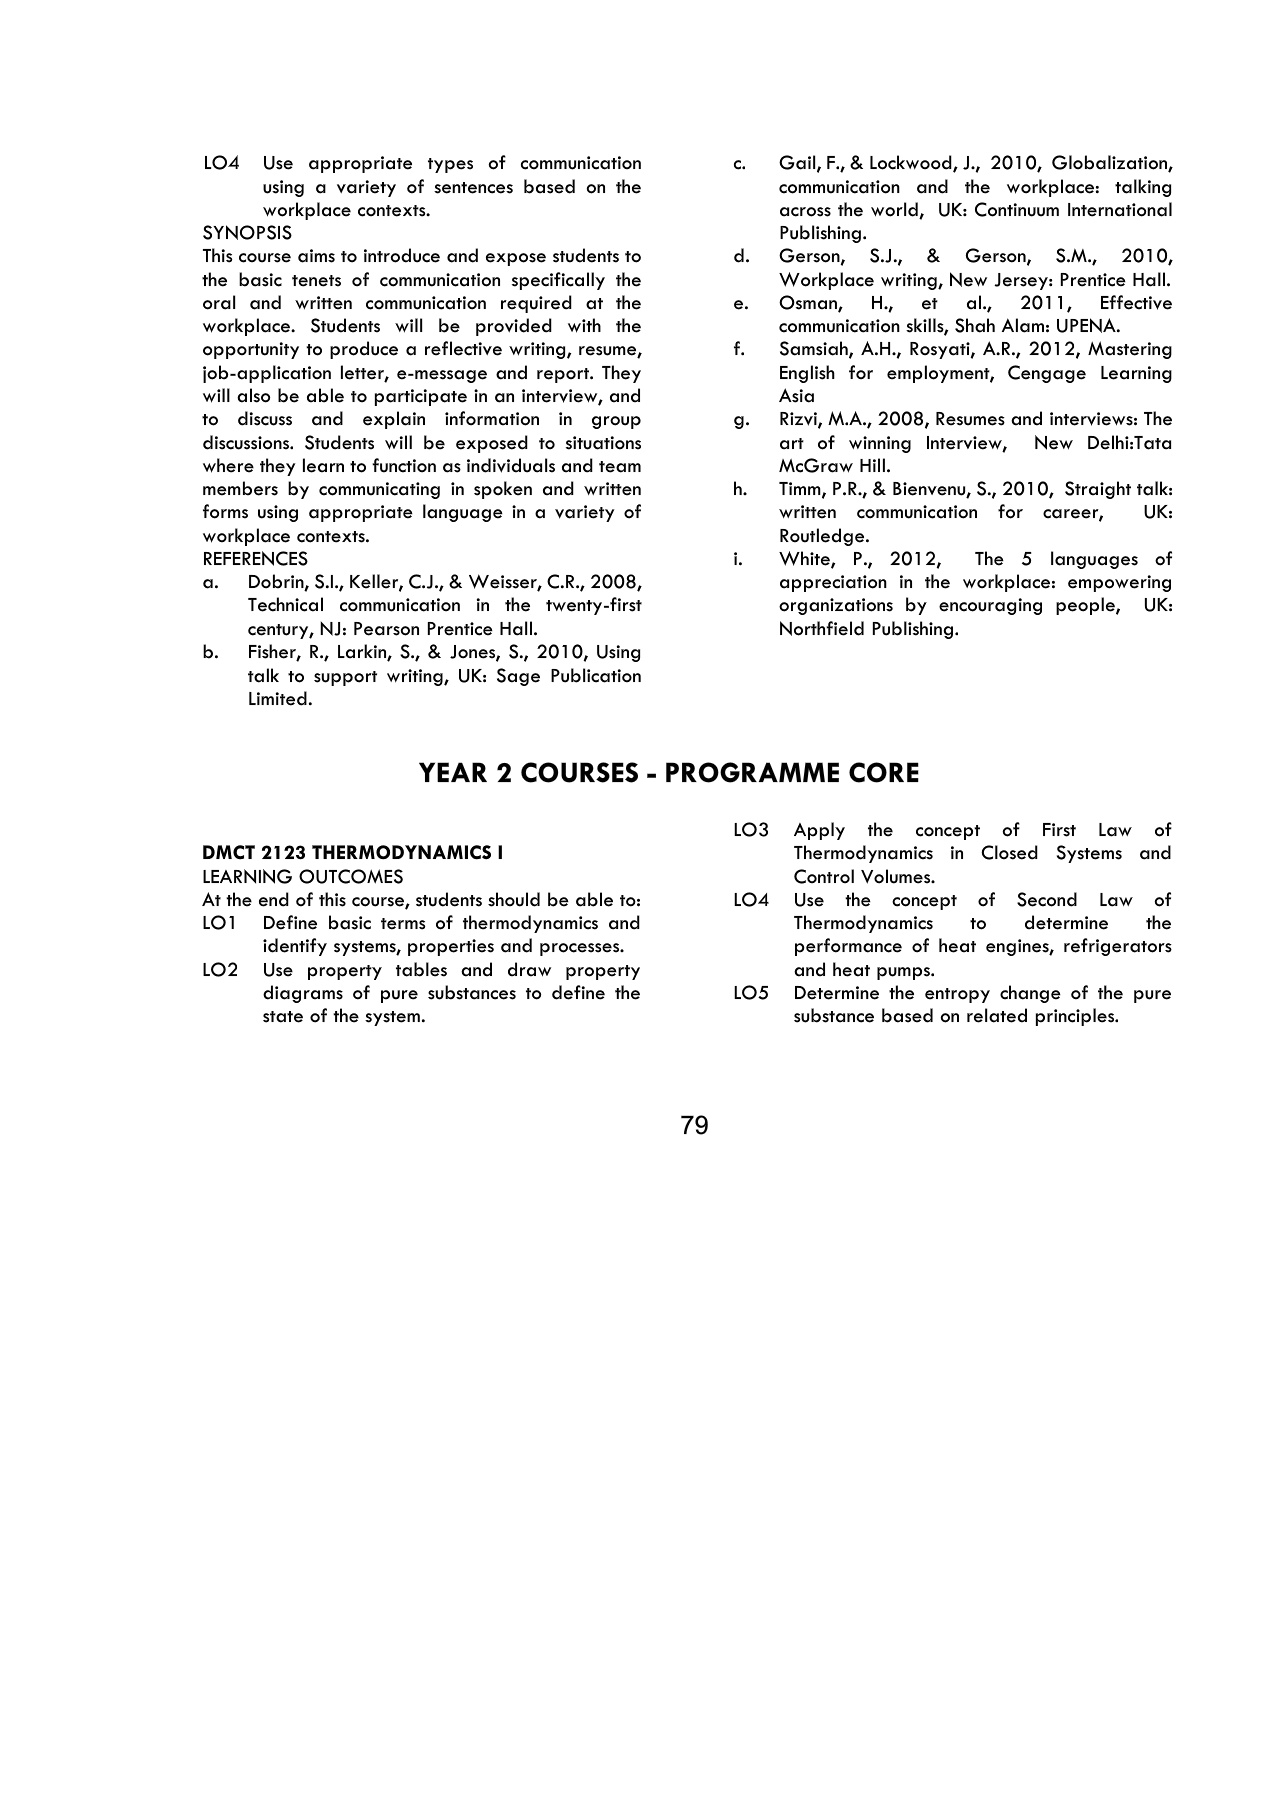 LO4 Use appropriate types of communication
using a variety of sentences based on the
workplace contexts.
SYNOPSIS
This course aims to introduce and expose students to
the basic tenets of communication specifically the
oral and written communication required at the
workplace. Students will be provided with the
opportunity to produce a reflective writing, resume,
job-application letter, e-message and report. They
will also be able to participate in an interview, and
to discuss and explain information in group
discussions. Students will be exposed to situations
where they learn to function as individuals and team
members by communicating in spoken and written
forms using appropriate language in a variety of
workplace contexts.
REFERENCES
a. Dobrin, S.I., Keller, C.J., & Weisser, C.R., 2008,
Technical communication in the twenty-first
century, NJ: Pearson Prentice Hall.
b. Fisher, R., Larkin, S., & Jones, S., 2010, Using
talk to support writing, UK: Sage Publication
Limited.
c. Gail, F., & Lockwood, J., 2010, Globalization,
communication and the workplace: talking
across the world, UK: Continuum International
Publishing.
d. Gerson, S.J., & Gerson, S.M., 2010,
Workplace writing, New Jersey: Prentice Hall.
e. Osman, H., et al., 2011, Effective
communication skills, Shah Alam: UPENA.
f. Samsiah, A.H., Rosyati, A.R., 2012, Mastering
English for employment, Cengage Learning
Asia
g. Rizvi, M.A., 2008, Resumes and interviews: The
art of winning Interview, New Delhi:Tata
McGraw Hill.
h. Timm, P.R., & Bienvenu, S., 2010, Straight talk:
written communication for career, UK:
Routledge.
i. White, P., 2012, The 5 languages of
appreciation in the workplace: empowering
organizations by encouraging people, UK:
Northfield Publishing.
YEAR 2 COURSES - PROGRAMME CORE
DMCT 2123 THERMODYNAMICS I
LEARNING OUTCOMES
At the end of this course, students should be able to:
LO1 Define basic terms of thermodynamics and
identify systems, properties and processes.
LO2 Use property tables and draw property
diagrams of pure substances to define the
state of the system.
LO3 Apply the concept of First Law of
Thermodynamics in Closed Systems and
Control Volumes.
LO4 Use the concept of Second Law of
Thermodynamics to determine the
performance of heat engines, refrigerators
and heat pumps.
LO5 Determine the entropy change of the pure
substance based on related principles.
79